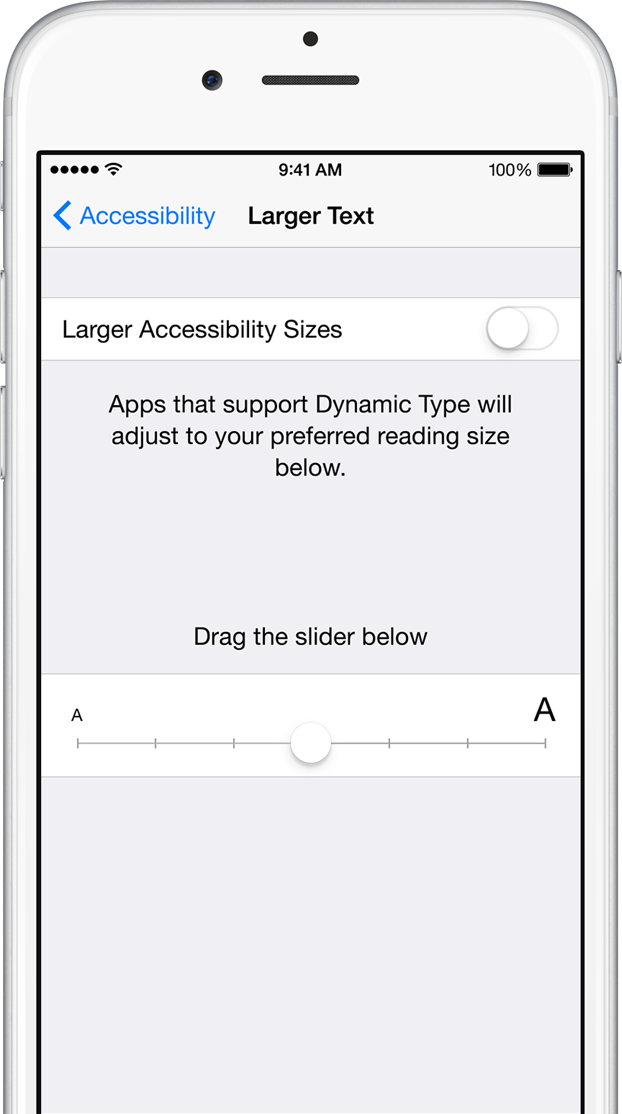 9:41 AM
100%
Accessibility
Larger Text
Larger Accessibility Sizes
Apps that support Dynamic Type will
adjust to your preferred reading size
below.
Drag the slider below
A
A